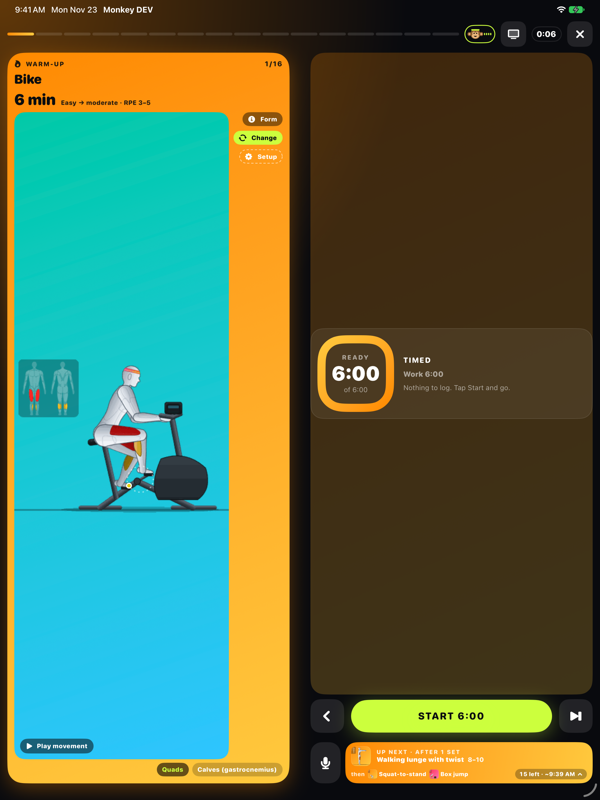 9:41 AM Mon Nov 23 Monkey DEV
0:06
WARM-UP
1/16
Bike
6 min Easy → moderate · RPE 3–5
Form
Change
Setup
Play movement
Quads
Calves (gastrocnemius)
READY
6:00
of 6:00
TIMED
Work 6:00
Nothing to log. Tap Start and go.
START 6:00
UP NEXT · AFTER 1 SET
Walking lunge with twist 8–10
then Squat-to-stand Box jump
15 left · ~9:39 AM